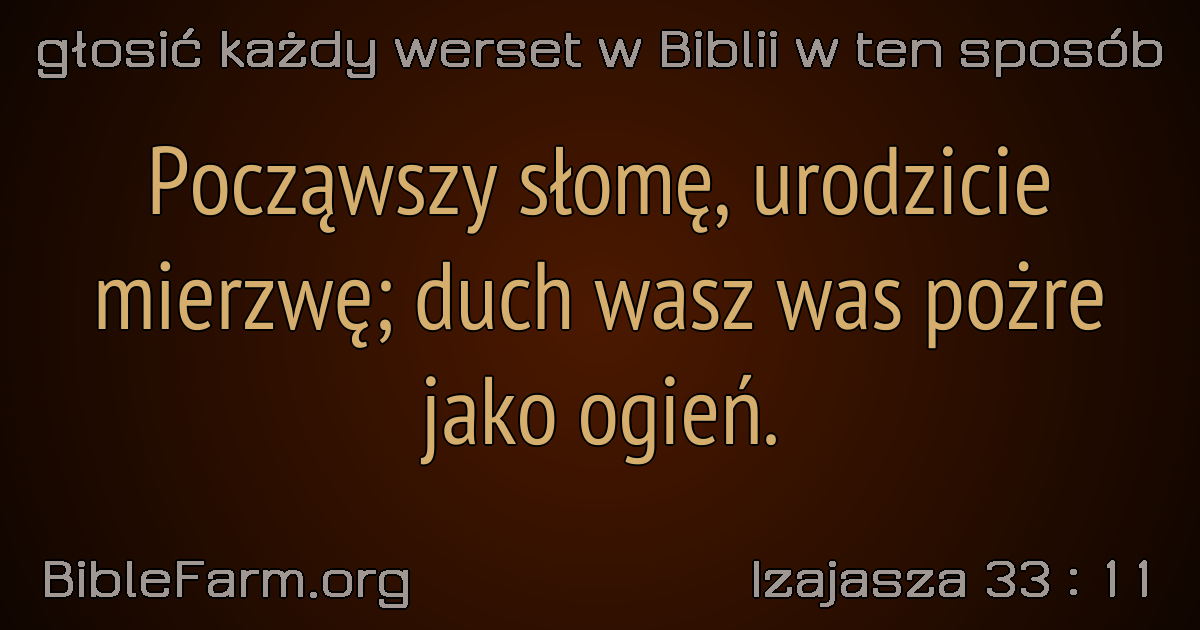 głosić każdy werset w Biblii w ten sposób
Począwszy słomę, urodzicie
mierzwę; duch wasz was pożre
jako ogień.
BibleFarm.org
Izajasza 33 : 11